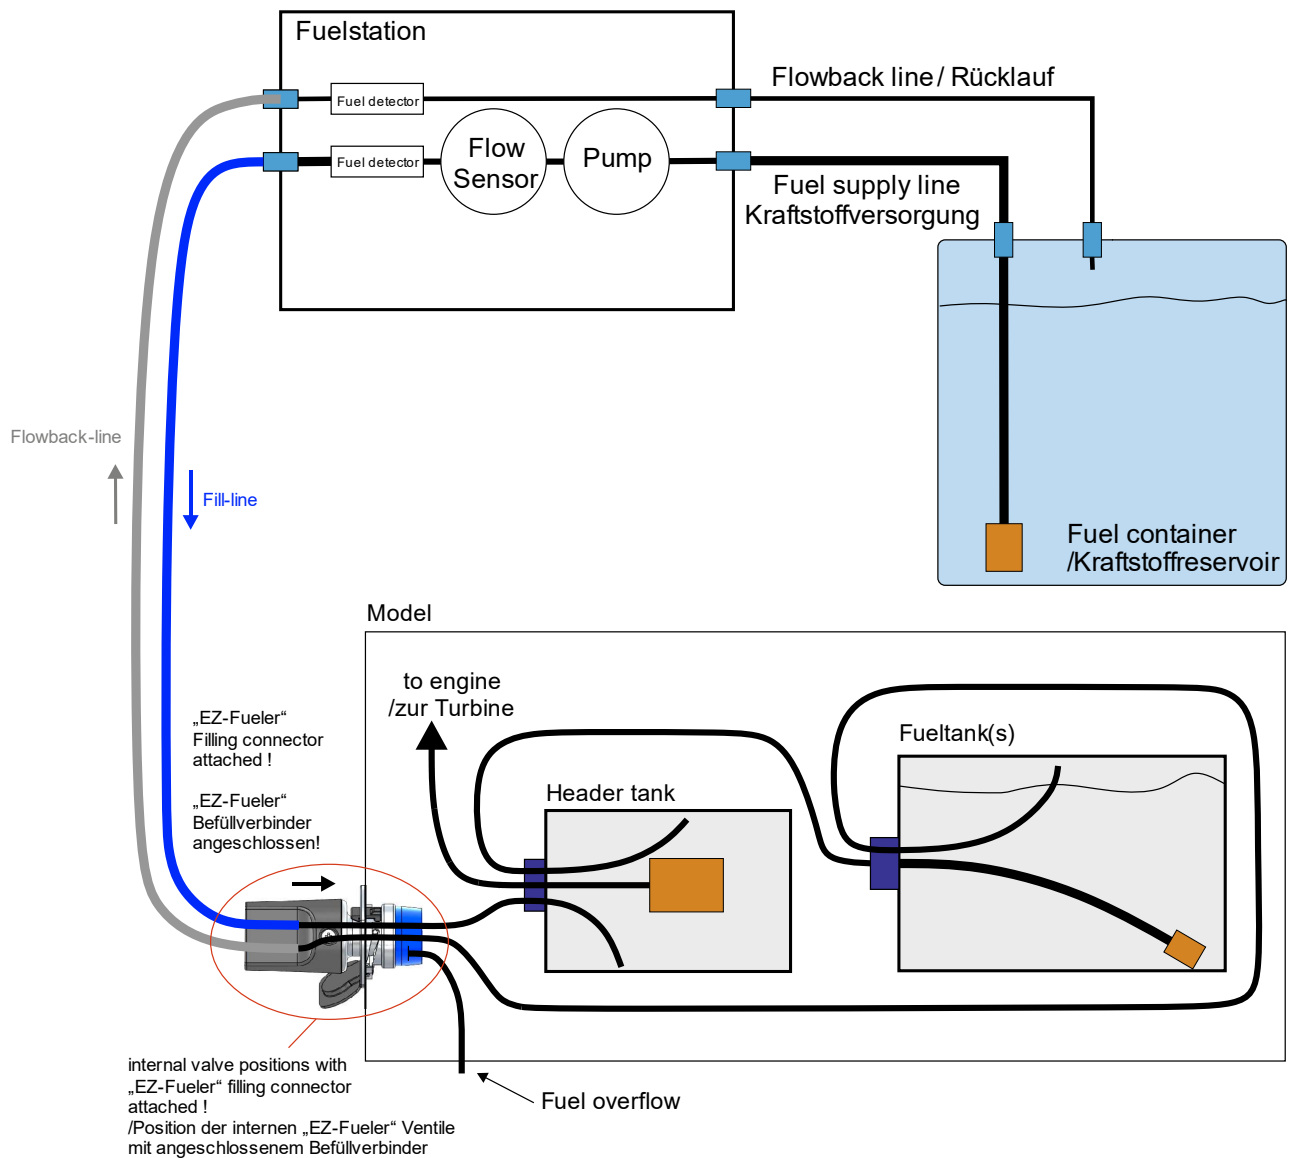 Fuelstation
Flowback line / Rücklauf
Fuel detector
Fuel detector
Flow
Sensor
Pump
Fuel supply line
Kraftstoffversorgung
Flowback-line
Fill-line
Fuel container
/Kraftstoffreservoir
Model
to engine
/zur Turbine
„EZ-Fueler“
Filling connector
attached !
„EZ-Fueler“
Befüllverbinder
angeschlossen!
Fueltank(s)
Header tank
internal valve positions with
„EZ-Fueler“ filling connector
attached !
/Position der internen „EZ-Fueler“ Ventile
mit angeschlossenem Befüllverbinder
Fuel overflow